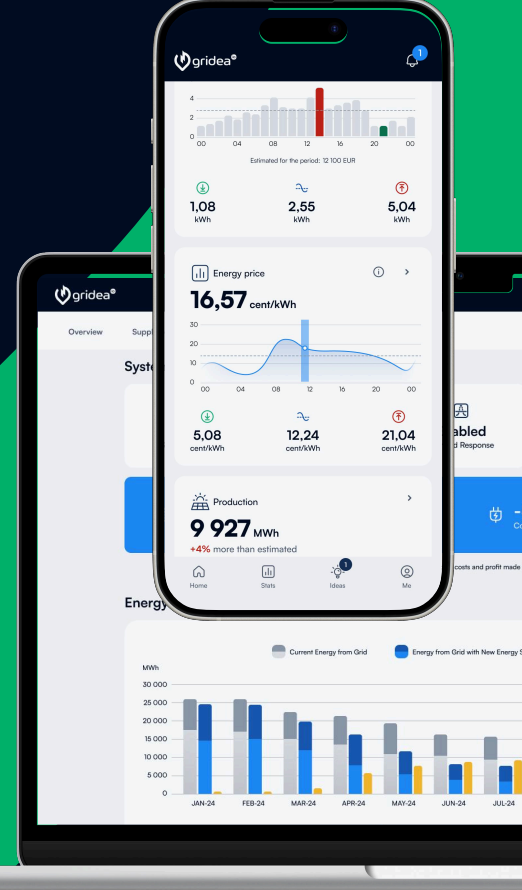 gridea®
1
4
2
0
00 04 08 12 16 20 00
Estimated for the period: 12 100 EUR
1,08 2,55 5,04
kWh kWh kWh
Energy price
16,57 cent/kWh
30
20
10
0
00 04 08 12 16 20 00
5,08 12,24 21,04
cent/kWh cent/kWh cent/kWh
Production
9 927 MWh
+4% more than estimated
1
Home Stats Ideas Me
gridea®
Overview Suppl
Syst
abled
d Response
Co
costs and profit made
Energy
Current Energy from Grid Energy from Grid with New Energy S
MWh
30 000
25 000
20 000
15 000
10 000
5 000
0
JAN-24 FEB-24 MAR-24 APR-24 MAY-24 JUN-24 JUL-24